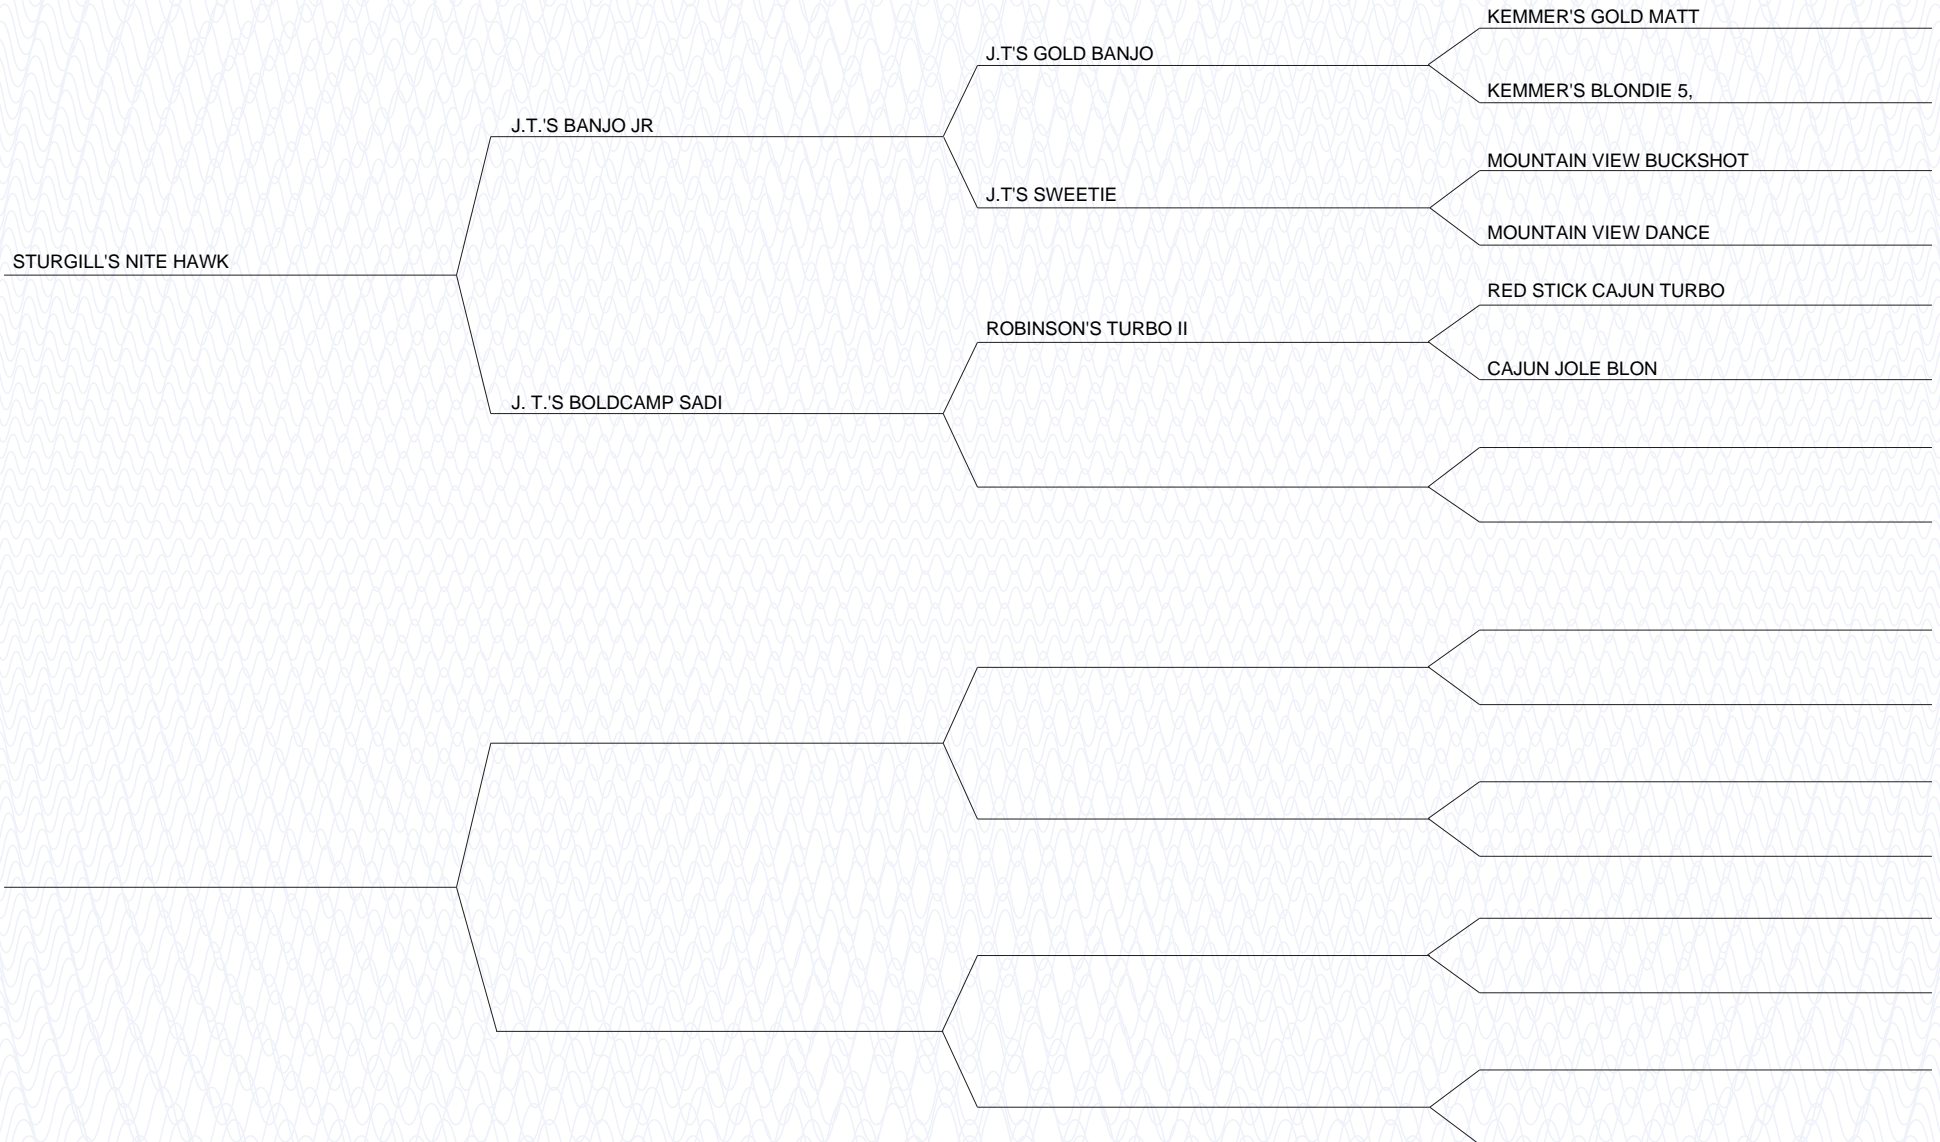 KEMMER'S GOLD MATT
J.T'S GOLD BANJO
KEMMER'S BLONDIE 5,
J.T.'S BANJO JR
MOUNTAIN VIEW BUCKSHOT
J.T'S SWEETIE
MOUNTAIN VIEW DANCE
STURGILL'S NITE HAWK
RED STICK CAJUN TURBO
ROBINSON'S TURBO II
CAJUN JOLE BLON
J. T.'S BOLDCAMP SADI